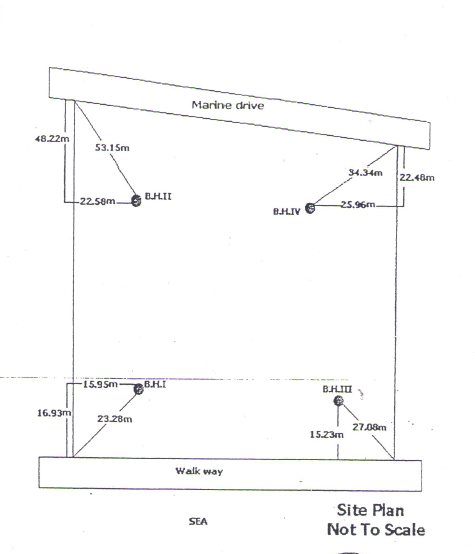 Marine drive
48.22m
53.15m
34.34m
22.48m
22.58m
B.H.II
B.H.IV
25.96m
15.95m
B.H.I
B.H.III
16.93m
23.28m
15.23m
27.08m
Walk way
SEA
Site Plan
Not To Scale